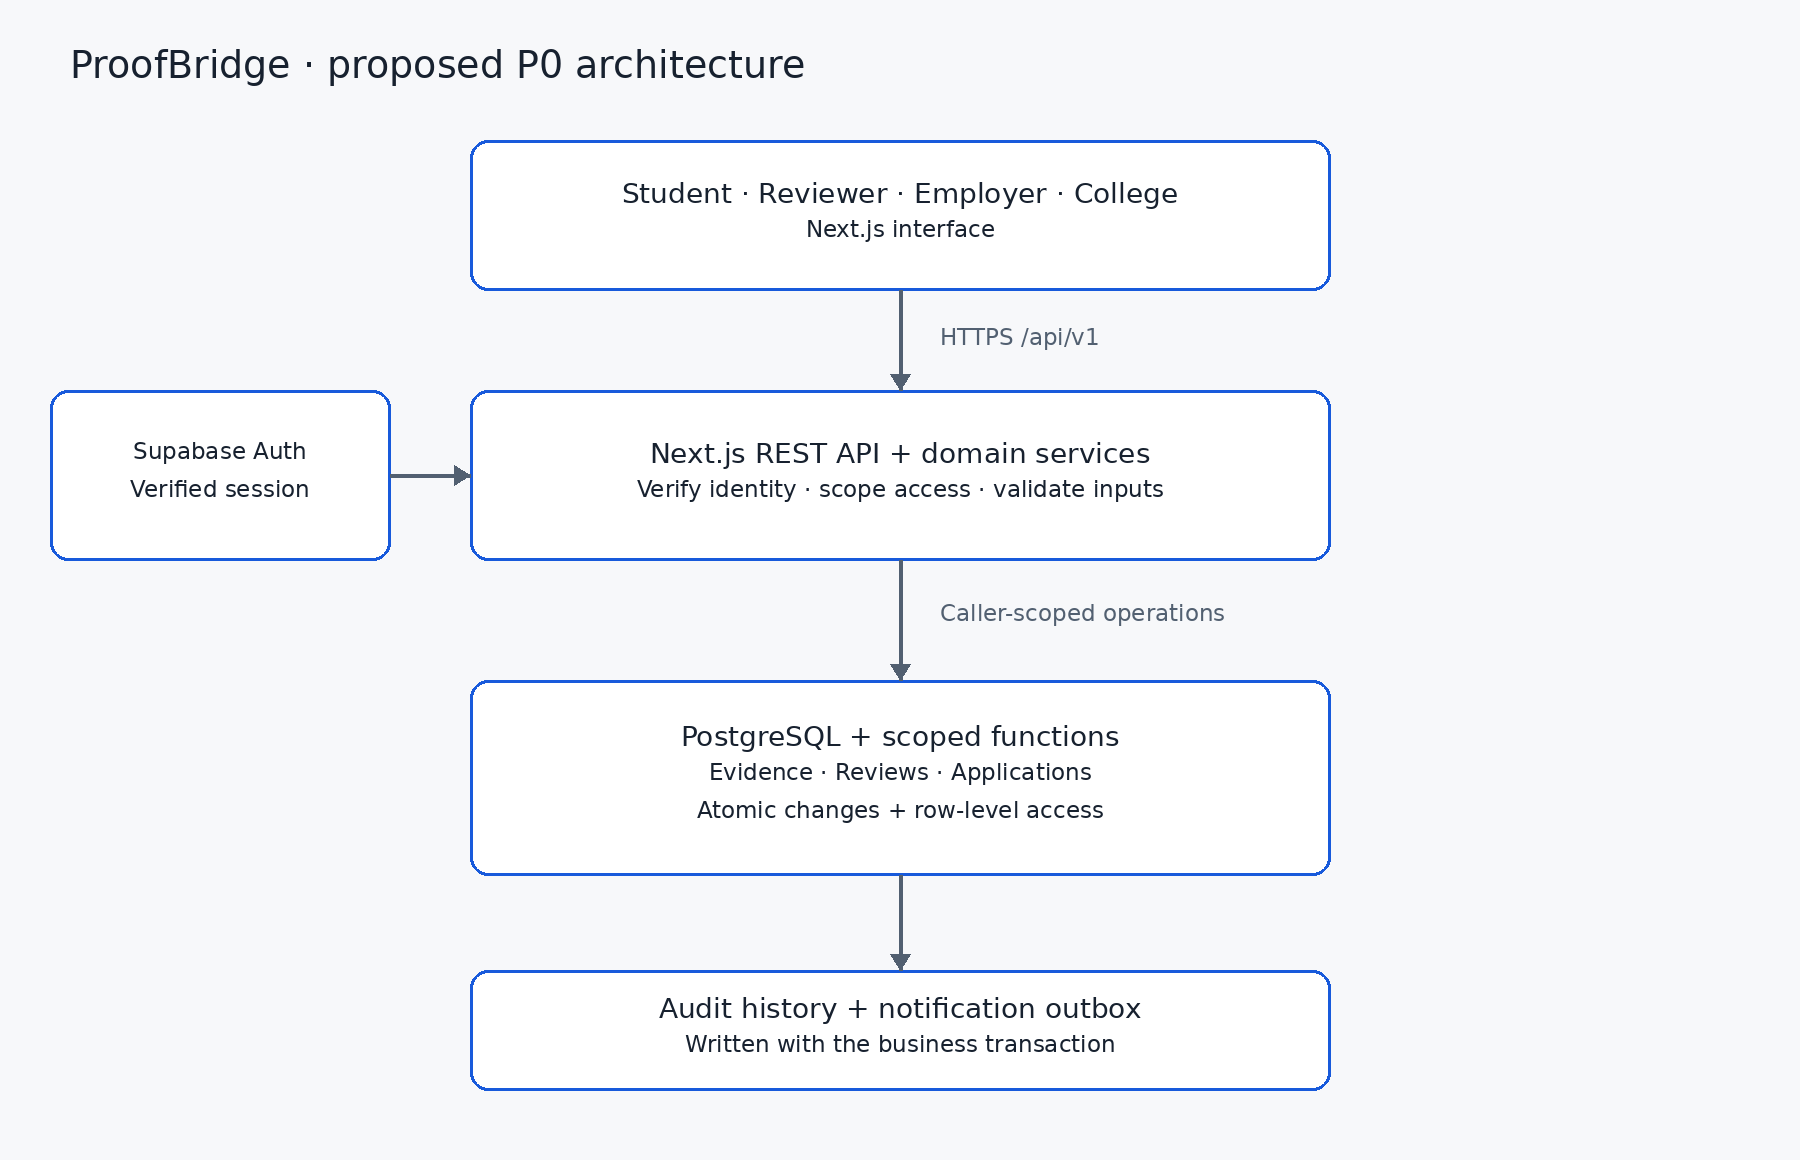 ProofBridge · proposed P0 architecture
Student · Reviewer · Employer · College
Next.js interface
HTTPS /api/v1
Supabase Auth
Verified session
Next.js REST API + domain services
Verify identity · scope access · validate inputs
Caller-scoped operations
PostgreSQL + scoped functions
Evidence · Reviews · Applications
Atomic changes + row-level access
Audit history + notification outbox
Written with the business transaction